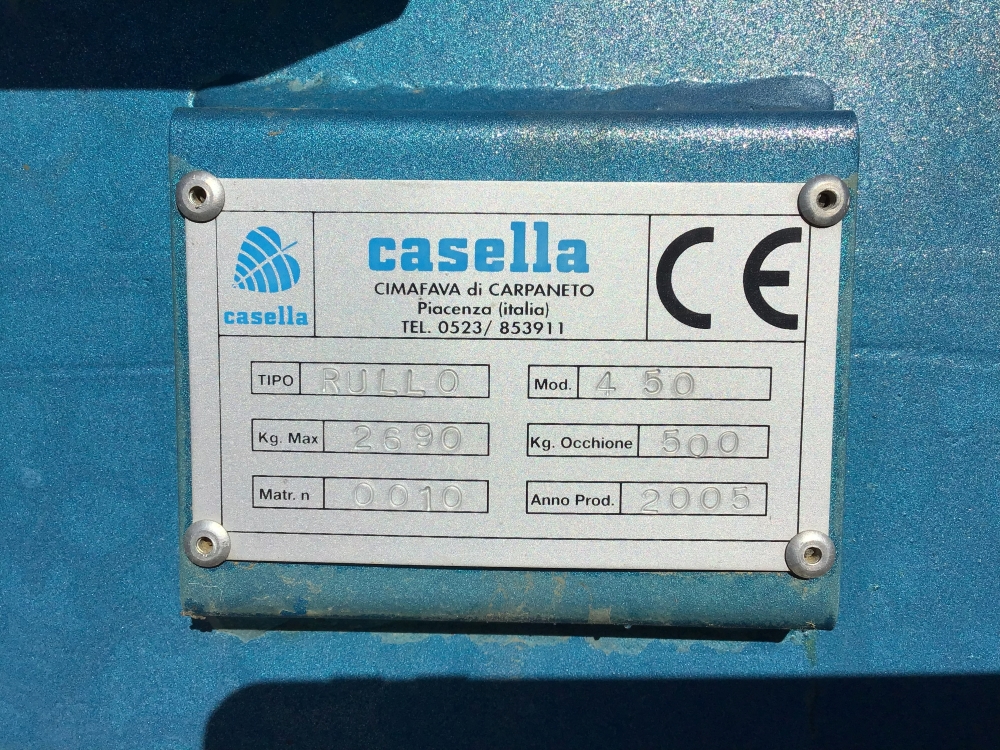 casella
casella
CIMAFAVA di CARPANETO
Piacenza (italia)
TEL. 0523/ 853911
CE
TIPO RULLO
Mod. 4 50
Kg. Max 2690
Kg. Occhione 500
Matr. n 0010
Anno Prod. 2005